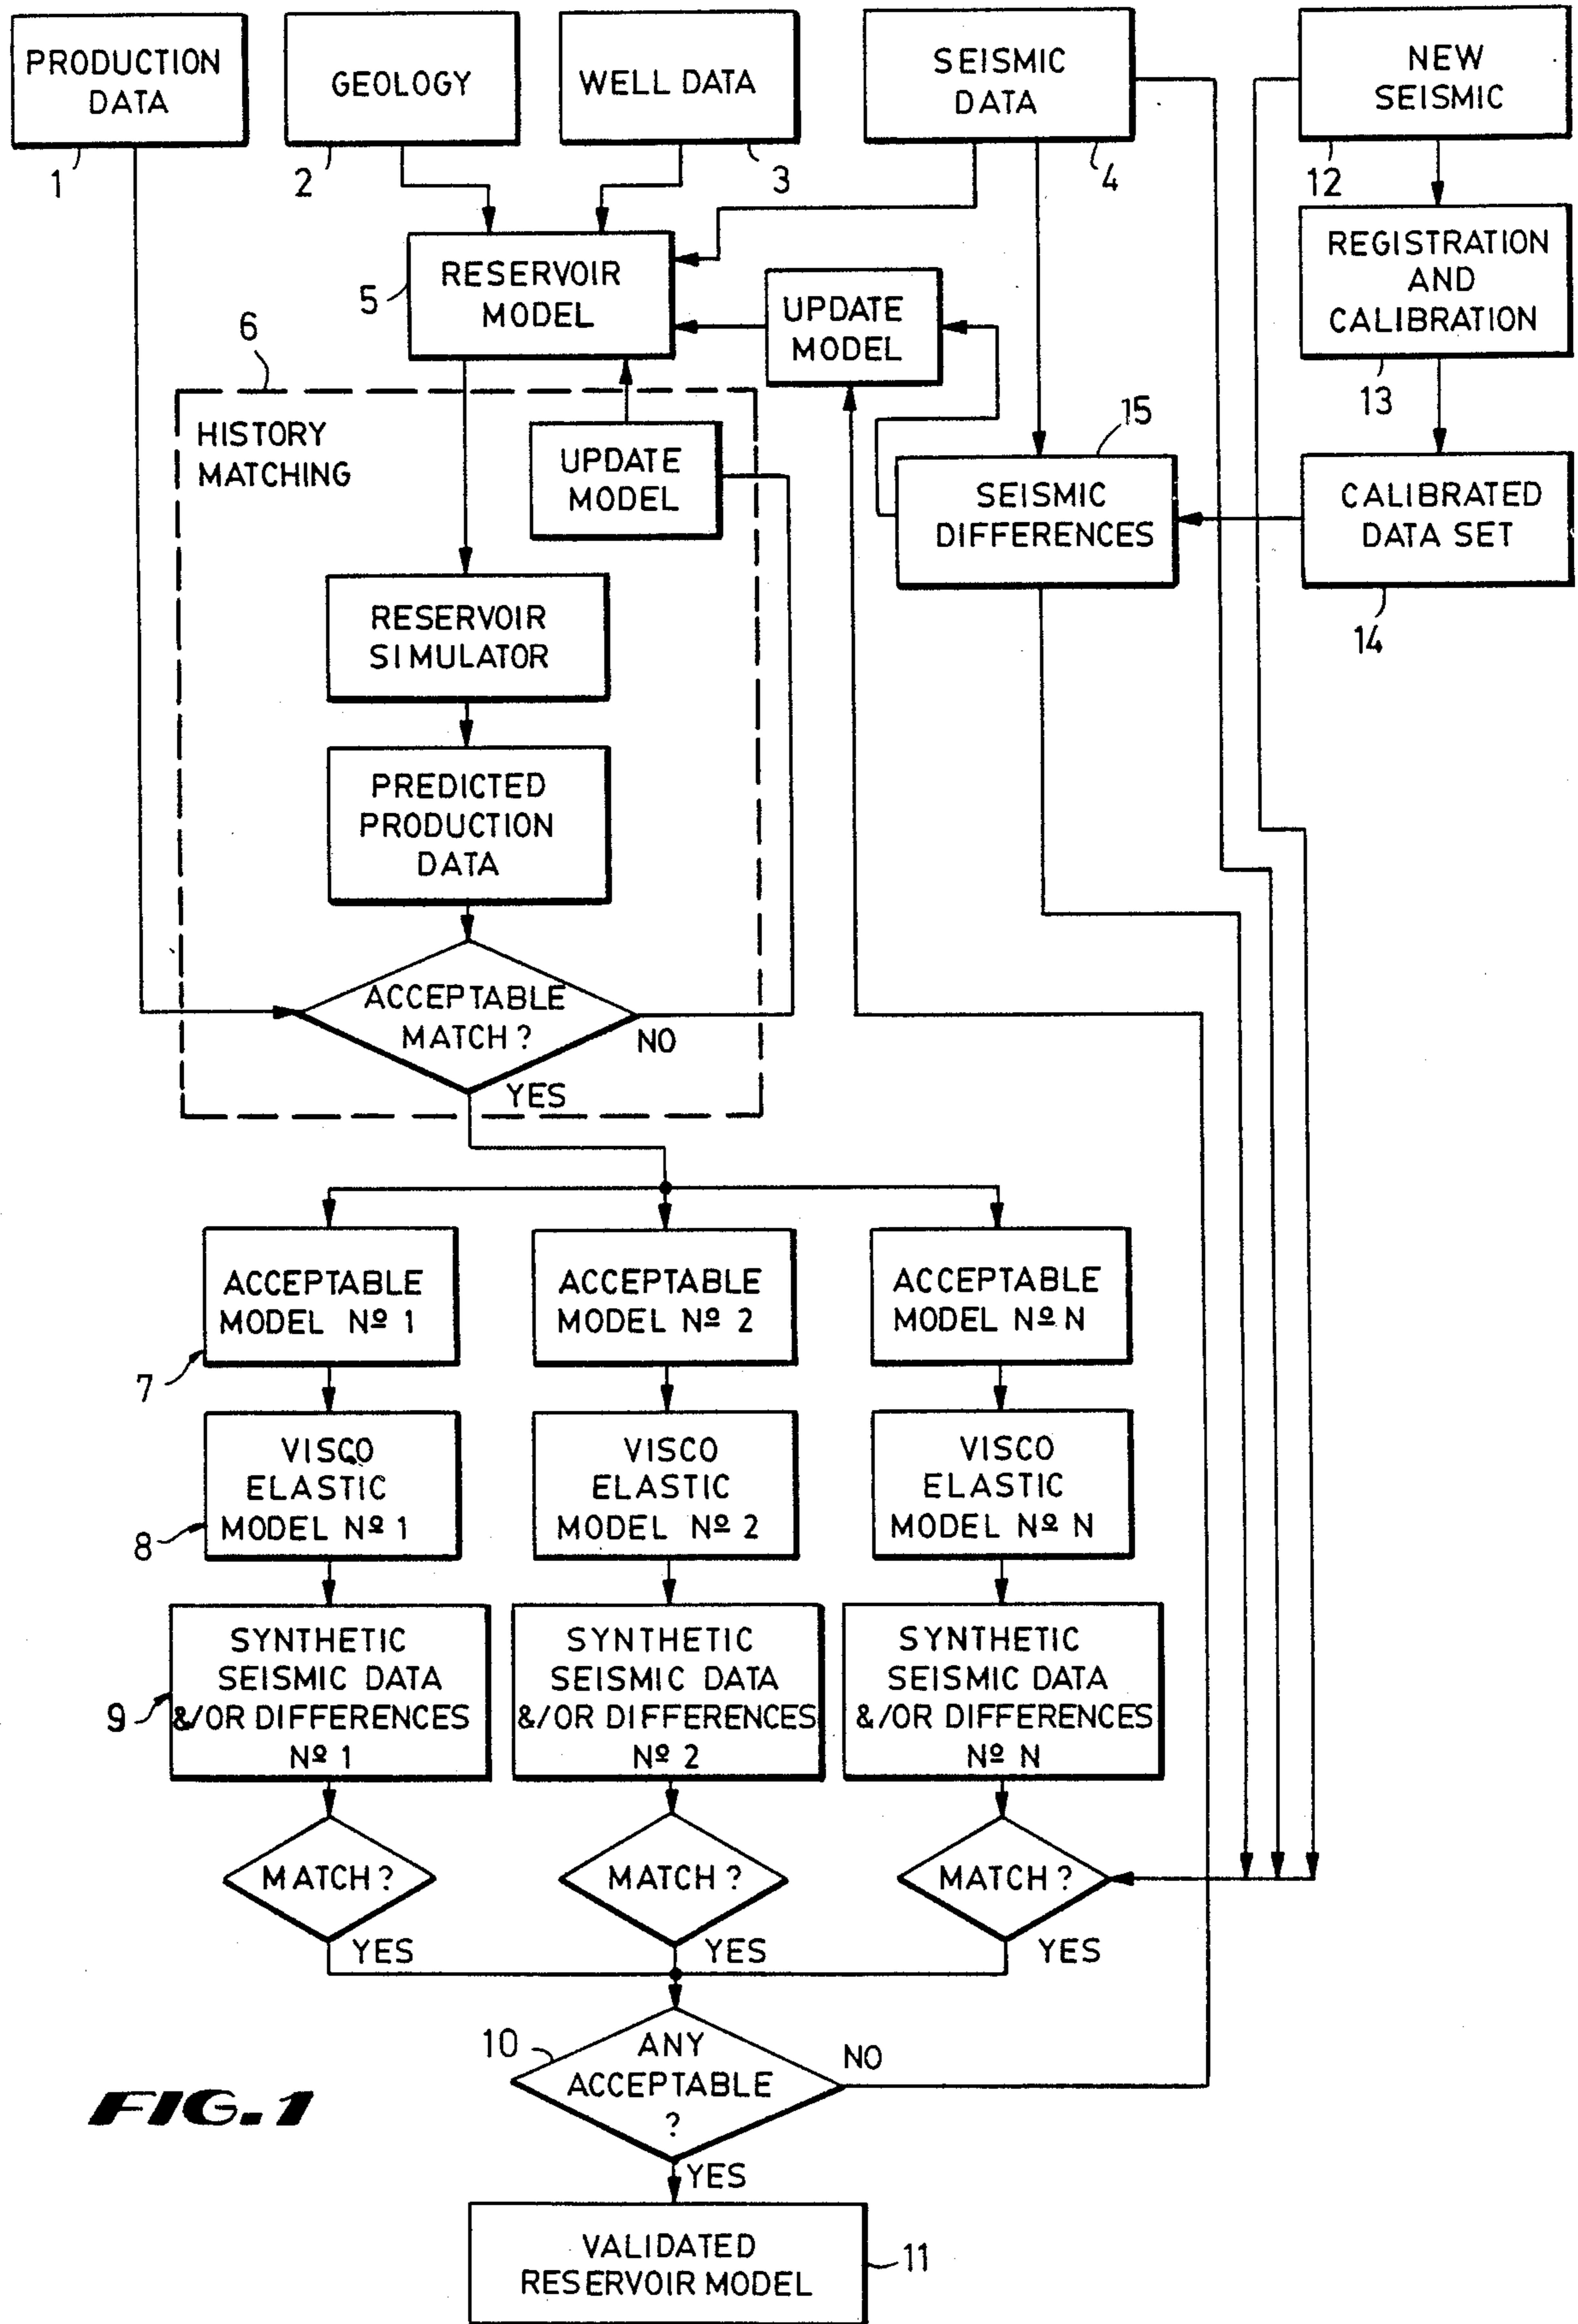 PRODUCTION
DATA
1
GEOLOGY
2
WELL DATA
3
SEISMIC
DATA
4
NEW
SEISMIC
12
REGISTRATION
AND
CALIBRATION
13
RESERVOIR
MODEL
5
UPDATE
MODEL
6
HISTORY
MATCHING
UPDATE
MODEL
15
SEISMIC
DIFFERENCES
CALIBRATED
DATA SET
14
RESERVOIR
SIMULATOR
PREDICTED
PRODUCTION
DATA
ACCEPTABLE
MATCH?
NO
YES
ACCEPTABLE
MODEL Nº 1
7
ACCEPTABLE
MODEL Nº 2
ACCEPTABLE
MODEL Nº N
VISCO
ELASTIC
MODEL Nº 1
8
VISCO
ELASTIC
MODEL Nº 2
VISCO
ELASTIC
MODEL Nº N
SYNTHETIC
SEISMIC DATA
&/OR DIFFERENCES
Nº 1
9
SYNTHETIC
SEISMIC DATA
&/OR DIFFERENCES
Nº 2
SYNTHETIC
SEISMIC DATA
&/OR DIFFERENCES
Nº N
MATCH?
YES
MATCH?
YES
MATCH?
YES
10
ANY
ACCEPTABLE
?
NO
YES
FIG.1
VALIDATED
RESERVOIR MODEL
11